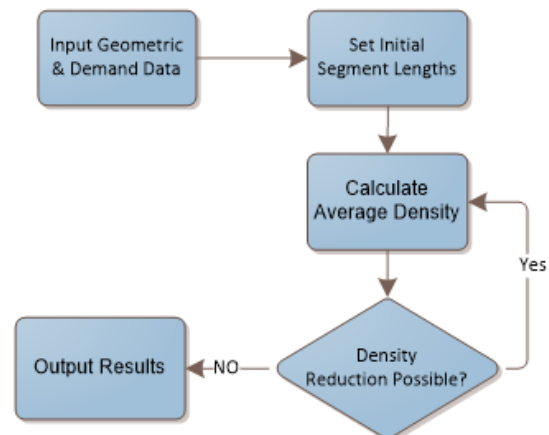 Input Geometric
& Demand Data
Set Initial
Segment Lengths
Calculate
Average Density
Yes
Density
Reduction Possible?
NO
Output Results